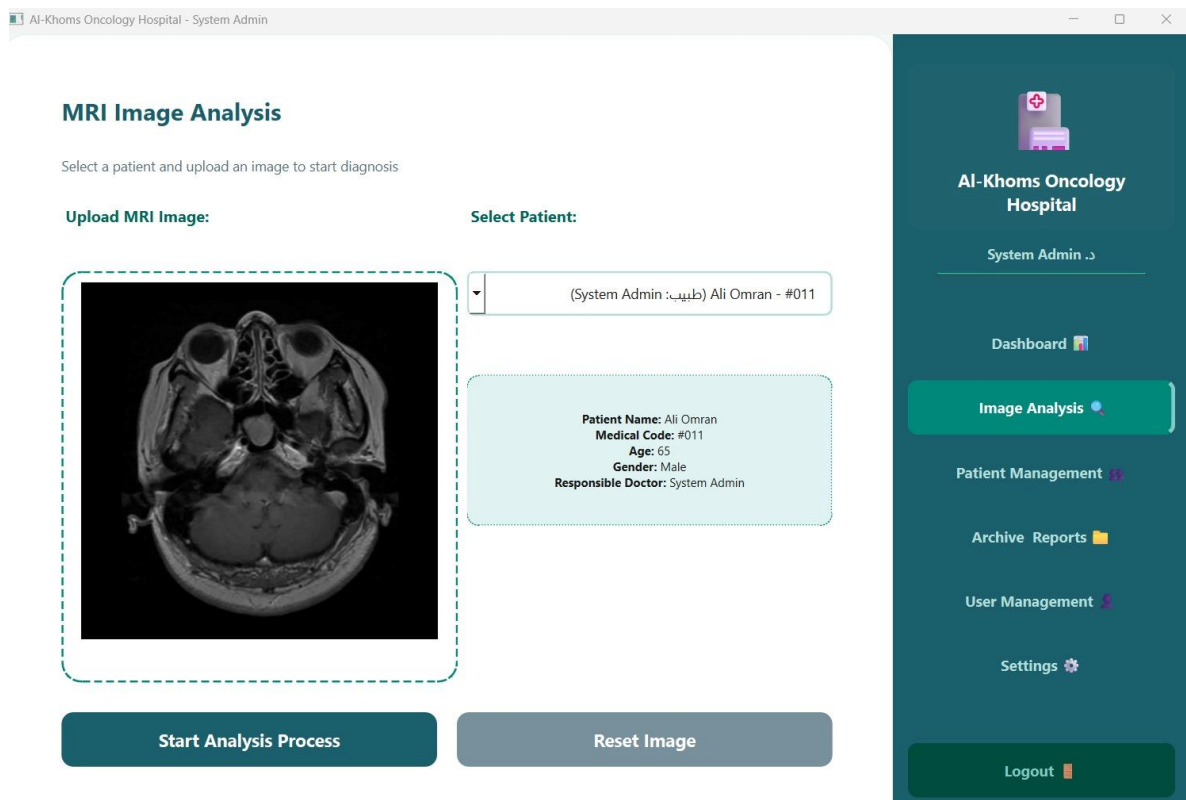 Al-Khoms Oncology Hospital - System Admin
MRI Image Analysis
Select a patient and upload an image to start diagnosis
Upload MRI Image:
Select Patient:
Ali Omran - #011 (طبيب: System Admin)
Patient Name: Ali Omran
Medical Code: #011
Age: 65
Gender: Male
Responsible Doctor: System Admin
Start Analysis Process
Reset Image
Al-Khoms Oncology
Hospital
د. System Admin
Dashboard
Image Analysis
Patient Management
Archive Reports
User Management
Settings
Logout